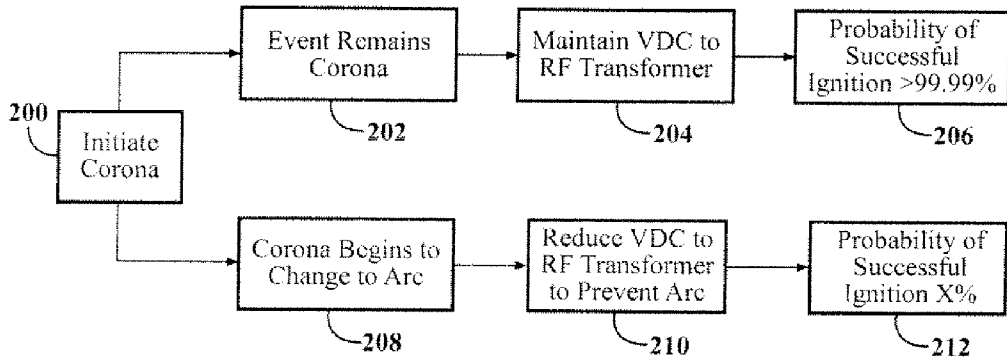 200
Initiate
Corona
Event Remains
Corona
202
Maintain VDC to
RF Transformer
204
Probability of
Successful
Ignition >99.99%
206
Corona Begins to
Change to Arc
208
Reduce VDC to
RF Transformer
to Prevent Arc
210
Probability of
Successful
Ignition X%
212